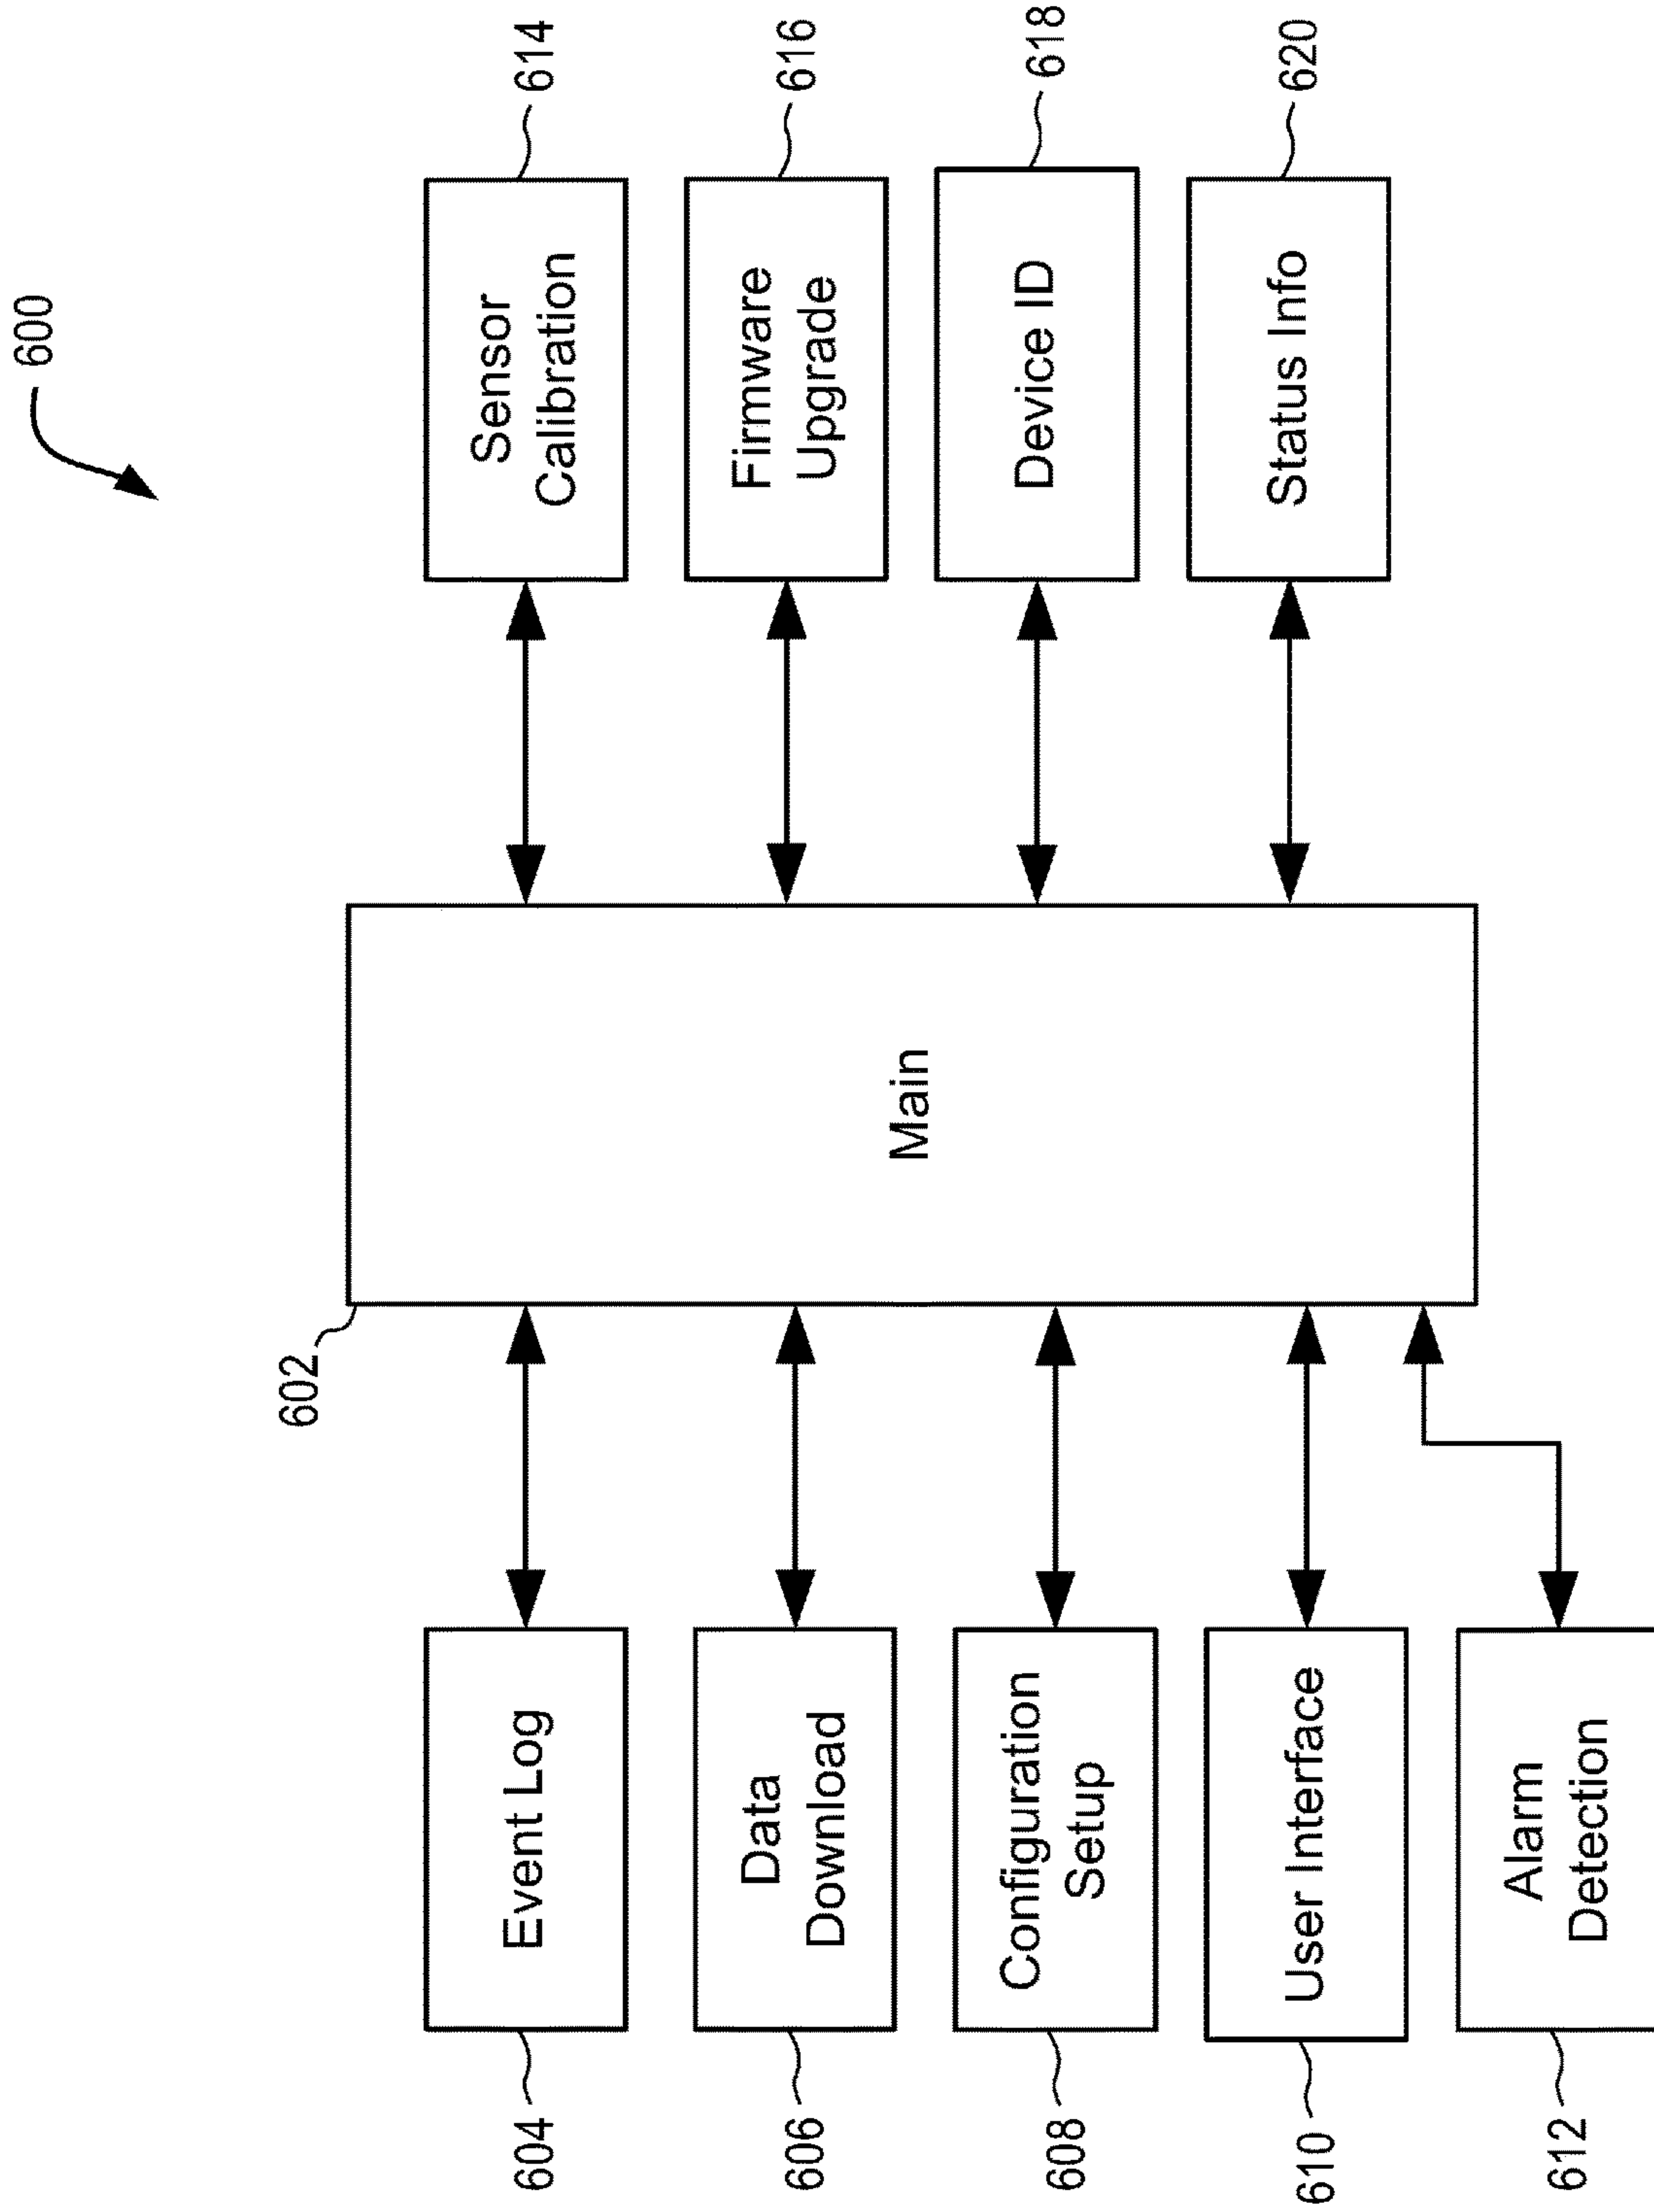 600
602
Main
604
Event Log
606
Data
Download
608
Configuration
Setup
610
User Interface
612
Alarm
Detection
Sensor
Calibration
614
Firmware
Upgrade
616
Device ID
618
Status Info
620